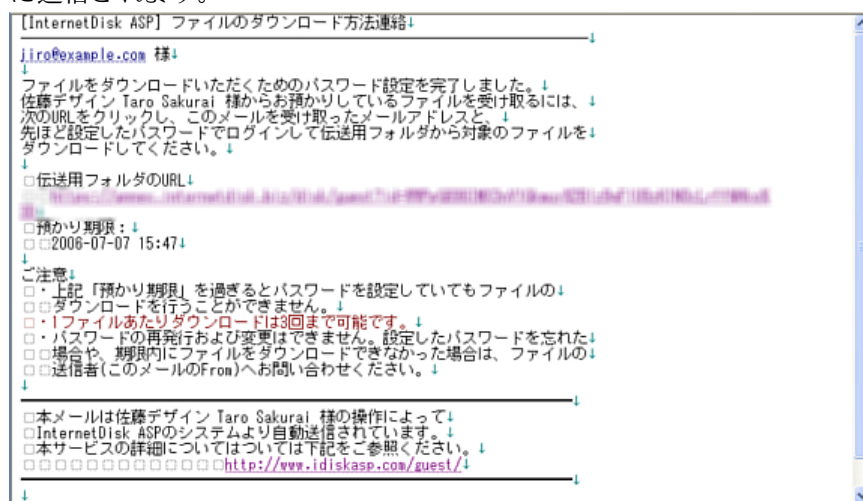 [InternetDisk ASP] ファイルのダウンロード方法連絡↓
↓
jiro@example.com 様↓
↓
ファイルをダウンロードいただくためのパスワード設定を完了しました。↓
佐藤デザイン Taro Sakurai 様からお預かりしているファイルを受け取るには、↓
次のURLをクリックし、このメールを受け取ったメールアドレスと、↓
先ほど設定したパスワードでログインして伝送用フォルダから対象のファイルを↓
ダウンロードしてください。↓
↓
□伝送用フォルダのURL↓
□預かり期限:↓
□□2006-07-07 15:47↓
↓
ご注意↓
□・上記「預かり期限」を過ぎるとパスワードを設定していてもファイルの↓
□□ダウンロードを行うことができません。↓
□・1ファイルあたりダウンロードは3回まで可能です。↓
□・パスワードの再発行および変更はできません。設定したパスワードを忘れた↓
□□場合や、期限内にファイルをダウンロードできなかった場合は、ファイルの↓
□□送信者(このメールのFrom)へお問い合わせください。↓
↓
↓
□本メールは佐藤デザイン Taro Sakurai 様の操作によって↓
□InternetDisk ASPのシステムより自動送信されています。↓
□本サービスの詳細についてはついては下記をご参照ください。↓
□□□□□□□□□□□□□□http://www.idiskasp.com/guest/↓
↓
↓